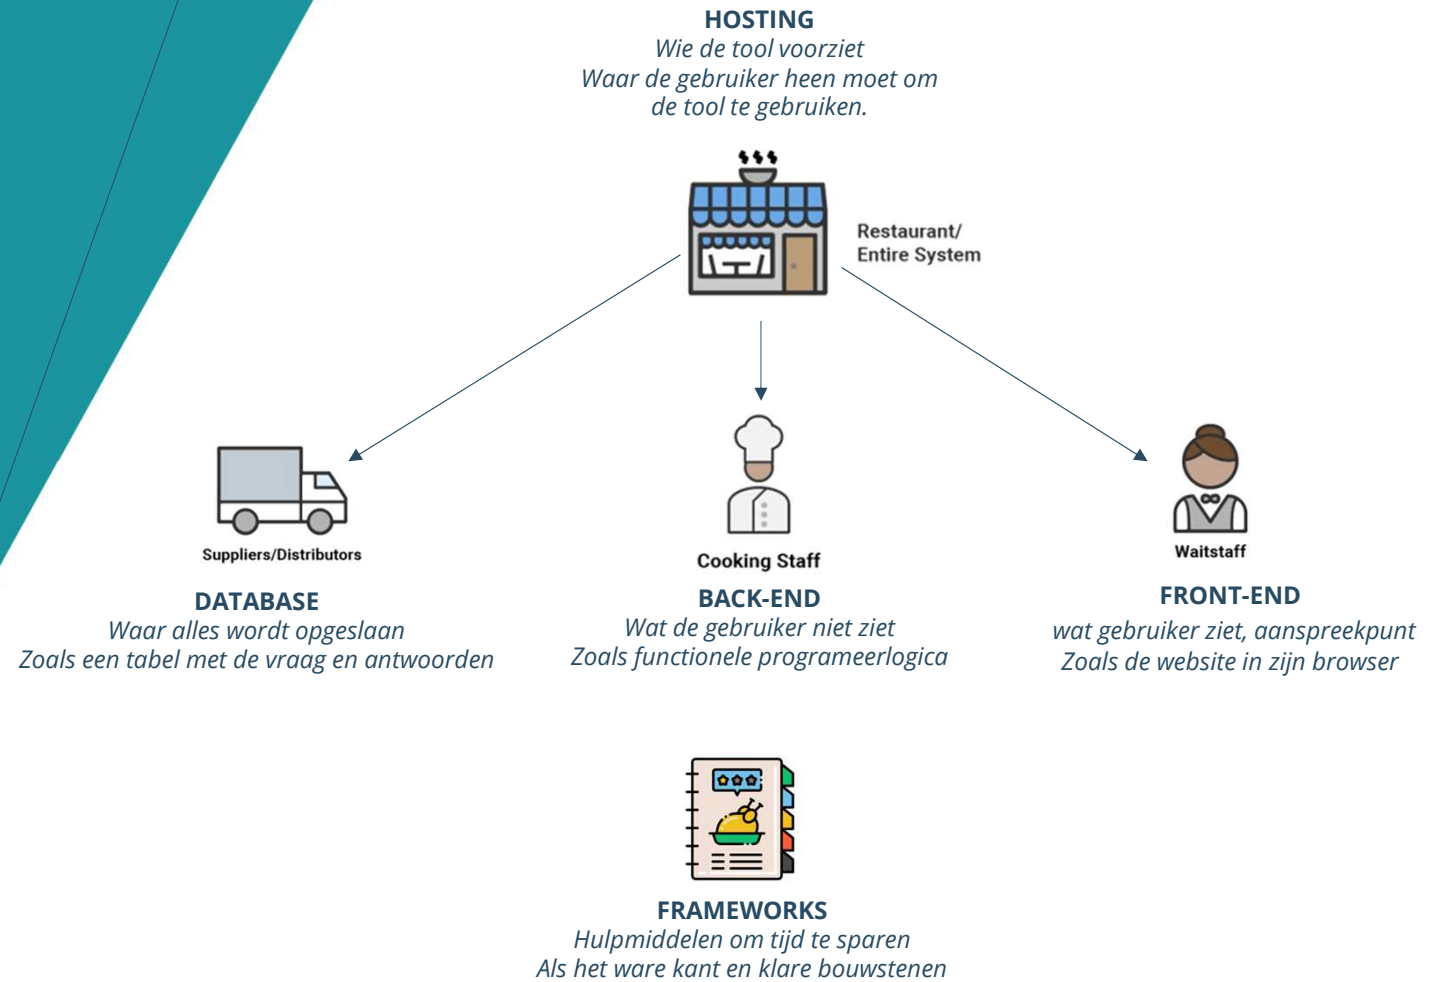 HOSTING
Wie de tool voorziet
Waar de gebruiker heen moet om
de tool te gebruiken.
Restaurant/
Entire System
Suppliers/Distributors
DATABASE
Waar alles wordt opgeslaan
Zoals een tabel met de vraag en antwoorden
Cooking Staff
BACK-END
Wat de gebruiker niet ziet
Zoals functionele programeerlogica
Waitstaff
FRONT-END
wat gebruiker ziet, aanspreekpunt
Zoals de website in zijn browser
FRAMEWORKS
Hulpmiddelen om tijd te sparen
Als het ware kant en klare bouwstenen